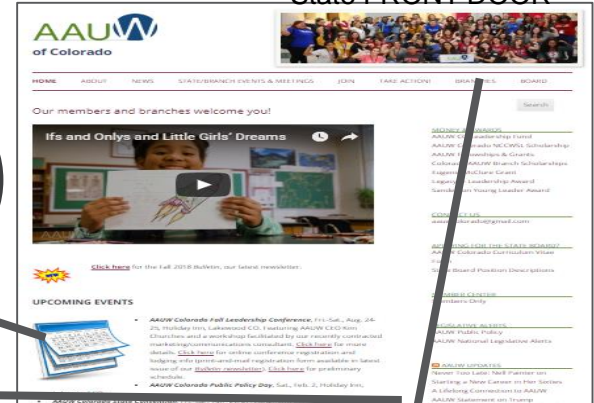 State FRONT DOOR
AAUW
of Colorado
HOME ABOUT NEWS STATE/BRANCH EVENTS & MEETINGS JOIN TAKE ACTION! BRANCHES BOARD
Our members and branches welcome you!
Search
Ifs and Onlys and Little Girls' Dreams
MONEY & AWARDS
AAUW CO Leadership Fund
AAUW Colorado NCCWSL Scholarship
AAUW Fellowships & Grants
Colorado AAUW Branch Scholarships
Eugenie McClure Grant
Legacy Leadership Award
Sanderson Young Leader Award
CONTACT US
aauwcolorado@gmail.com
APPLYING FOR THE STATE BOARD?
AAUW Colorado Curriculum Vitae
State Board Position Descriptions
MEMBER CENTER
Members Only
LEGISLATIVE ALERTS
AAUW Public Policy
AAUW National Legislative Alerts
AAUW UPDATES
Never Too Late: Nell Painter on
Starting a New Career in Her Sixties
A Lifelong Connection to AAUW
AAUW Statement on Trump
Click here for the Fall 2018 Bulletin, our latest newsletter.
UPCOMING EVENTS
AAUW Colorado Fall Leadership Conference, Fri.-Sat., Aug. 24-
25, Holiday Inn, Lakewood CO. Featuring AAUW CEO Kim
Churches and a workshop facilitated by our recently contracted
marketing/communications consultant. Click here for more
details. Click here for online conference registration and
lodging info (print-and-mail registration form available in latest
issue of our Bulletin newsletter). Click here for preliminary
schedule.
AAUW Colorado Public Policy Day, Sat., Feb. 2, Holiday Inn,